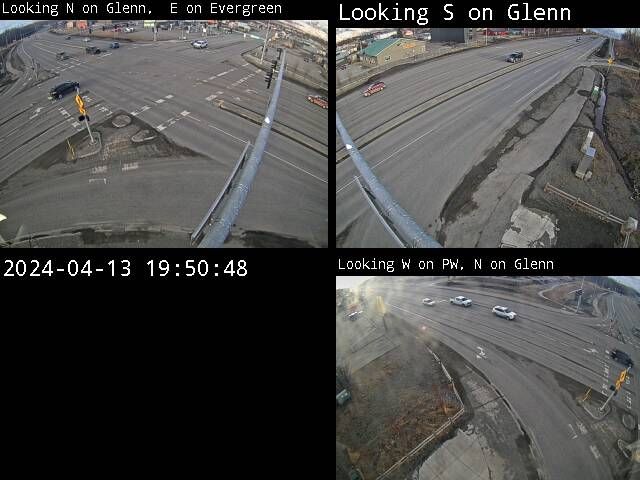 Looking N on Glenn,  E on Evergreen
Looking S on Glenn
2024-04-13 19:50:48
Looking W on PW, N on Glenn